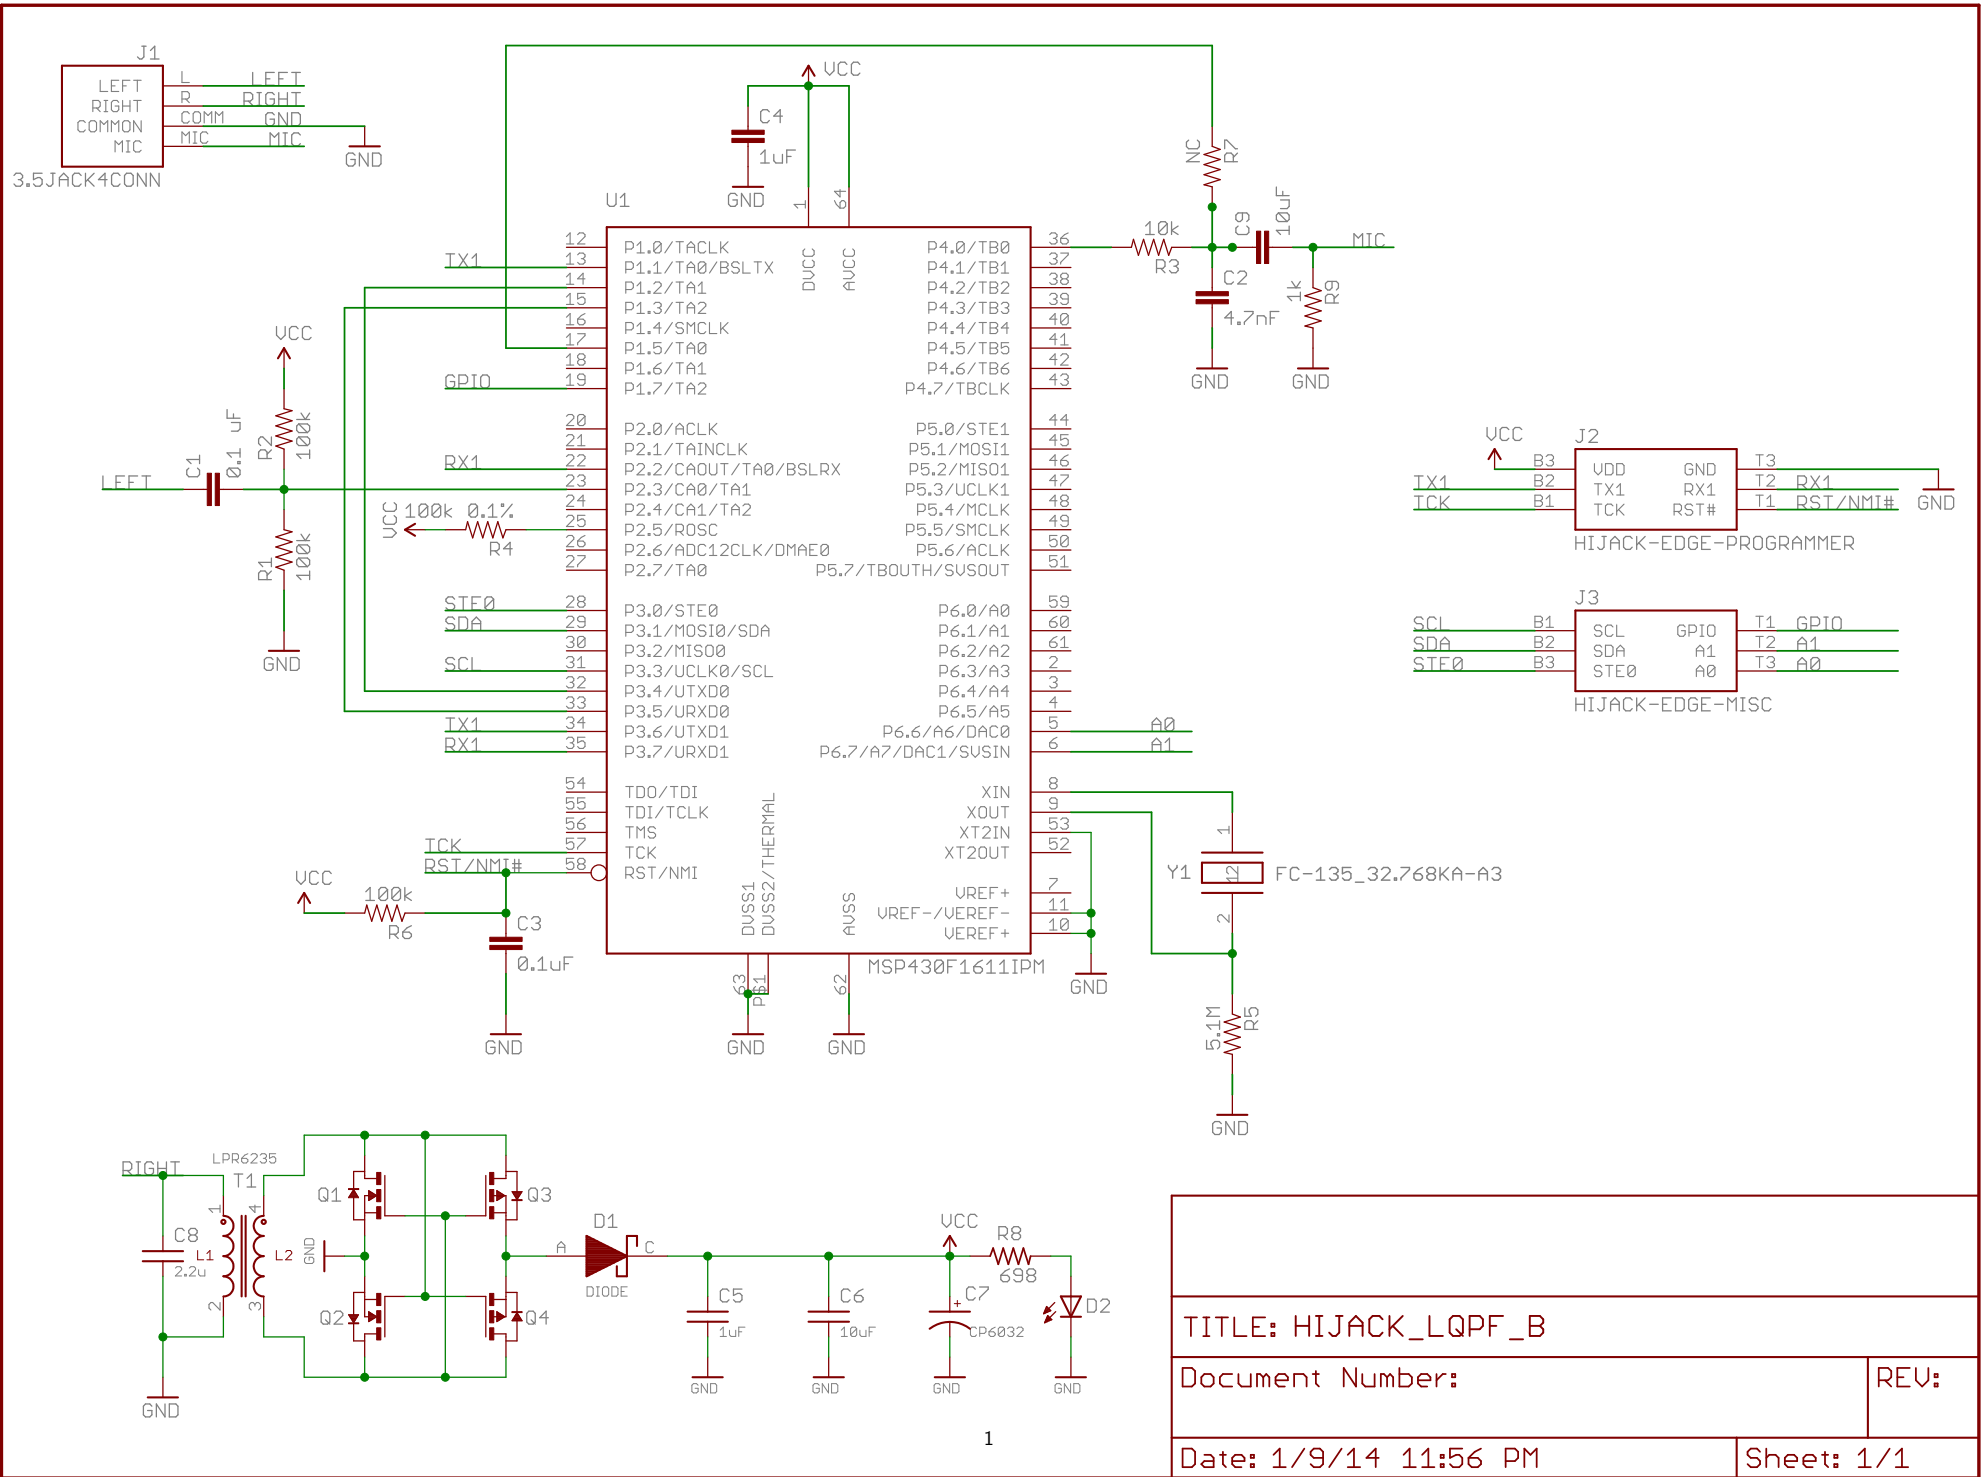 J1
LEFT
RIGHT
COMMON
MIC
L
R
COMM
MIC
LEFT
RIGHT
GND
MIC
GND
3.5JACK4CONN
VCC
C4
1uF
GND
U1
1
64
DVCC
AVCC
12 P1.0/TACLK
TX1 13 P1.1/TA0/BSLTX
14 P1.2/TA1
15 P1.3/TA2
16 P1.4/SMCLK
17 P1.5/TA0
18 P1.6/TA1
GPIO 19 P1.7/TA2
20 P2.0/ACLK
21 P2.1/TAINCLK
RX1 22 P2.2/CAOUT/TA0/BSLRX
23 P2.3/CA0/TA1
24 P2.4/CA1/TA2
25 P2.5/ROSC
26 P2.6/ADC12CLK/DMAE0
27 P2.7/TA0
STE0 28 P3.0/STE0
SDA 29 P3.1/MOSI0/SDA
30 P3.2/MISO0
SCL 31 P3.3/UCLK0/SCL
32 P3.4/UTXD0
33 P3.5/URXD0
TX1 34 P3.6/UTXD1
RX1 35 P3.7/URXD1
54 TDO/TDI
55 TDI/TCLK
56 TMS
TCK 57 TCK
RST/NMI# 58 RST/NMI
P4.0/TB0 36
P4.1/TB1 37
P4.2/TB2 38
P4.3/TB3 39
P4.4/TB4 40
P4.5/TB5 41
P4.6/TB6 42
P4.7/TBCLK 43
P5.0/STE1 44
P5.1/MOSI1 45
P5.2/MISO1 46
P5.3/UCLK1 47
P5.4/MCLK 48
P5.5/SMCLK 49
P5.6/ACLK 50
P5.7/TBOUTH/SVSOUT 51
P6.0/A0 59
P6.1/A1 60
P6.2/A2 61
P6.3/A3 2
P6.4/A4 3
P6.5/A5 4
P6.6/A6/DAC0 5 A0
P6.7/A7/DAC1/SVSIN 6 A1
XIN 8
XOUT 9
XT2IN 53
XT2OUT 52
VREF+ 7
VREF-/VEREF- 11
VEREF+ 10
DVSS1
DVSS2/THERMAL
AVSS
63
P$1
62
MSP430F1611IPM
GND
GND
GND
VCC
R2
100k
LEFT
C1
0.1 uF
R1
100k
GND
VCC
100k 0.1%
R4
VCC
100k
R6
C3
0.1uF
GND
NC
R7
10k
R3
C9
10uF
MIC
C2
4.7nF
1k
R9
GND
GND
VCC
J2
B3 VDD GND T3
TX1 B2 TX1 RX1 T2 RX1
TCK B1 TCK RST# T1 RST/NMI#
GND
HIJACK-EDGE-PROGRAMMER
J3
SCL B1 SCL GPIO T1 GPIO
SDA B2 SDA A1 T2 A1
STE0 B3 STE0 A0 T3 A0
HIJACK-EDGE-MISC
1
Y1
12
FC-135_32.768KA-A3
2
5.1M
R5
GND
RIGHT
LPR6235
T1
1
4
C8
2.2u
L1
L2
2
3
GND
GND
Q1
Q3
Q2
Q4
D1
A
C
DIODE
C5
1uF
GND
C6
10uF
GND
VCC
+
C7
CP6032
GND
R8
698
D2
GND
1
TITLE: HIJACK_LQPF_B
Document Number:
REV:
Date: 1/9/14 11:56 PM
Sheet: 1/1